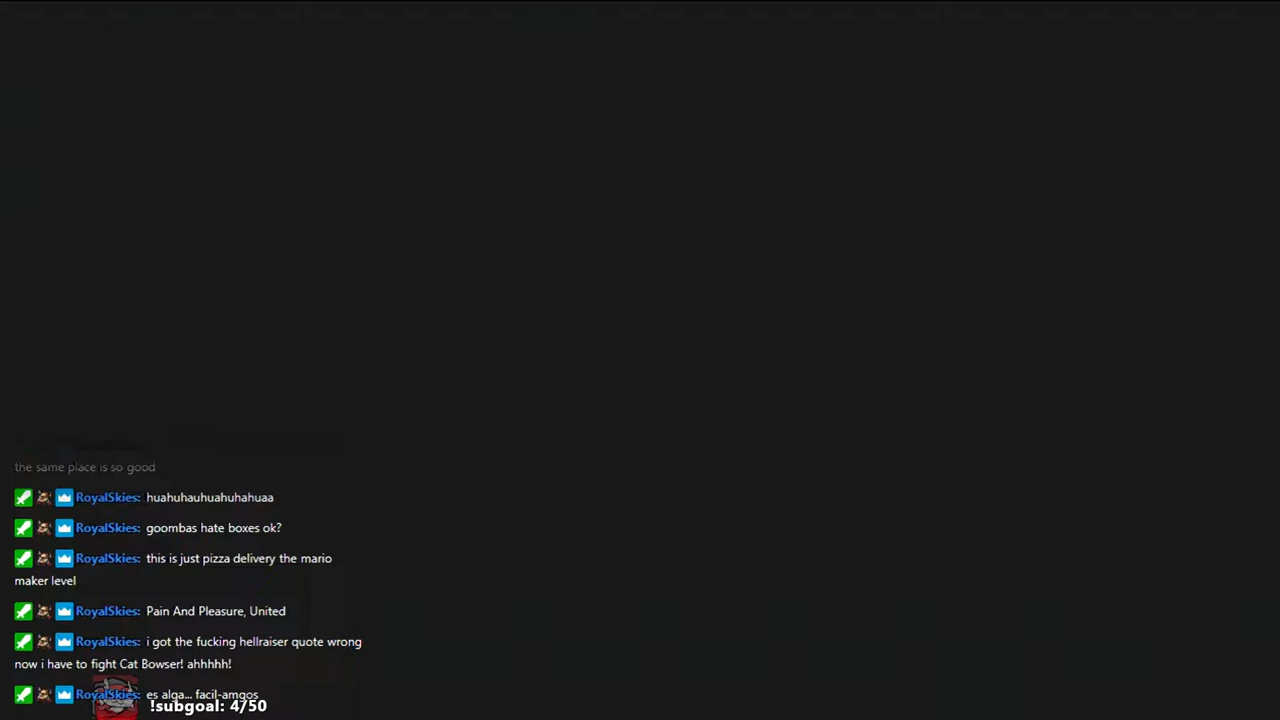 the same place is so good
RoyalSkies: huahuhauhuahuhahuaa
RoyalSkies: goombas hate boxes ok?
RoyalSkies: this is just pizza delivery the mario
maker level
RoyalSkies: Pain And Pleasure, United
RoyalSkies: i got the fucking hellraiser quote wrong
now i have to fight Cat Bowser! ahhhhh!
RoyalSkies: es alga... facil-amgos
!subgoal: 4/50